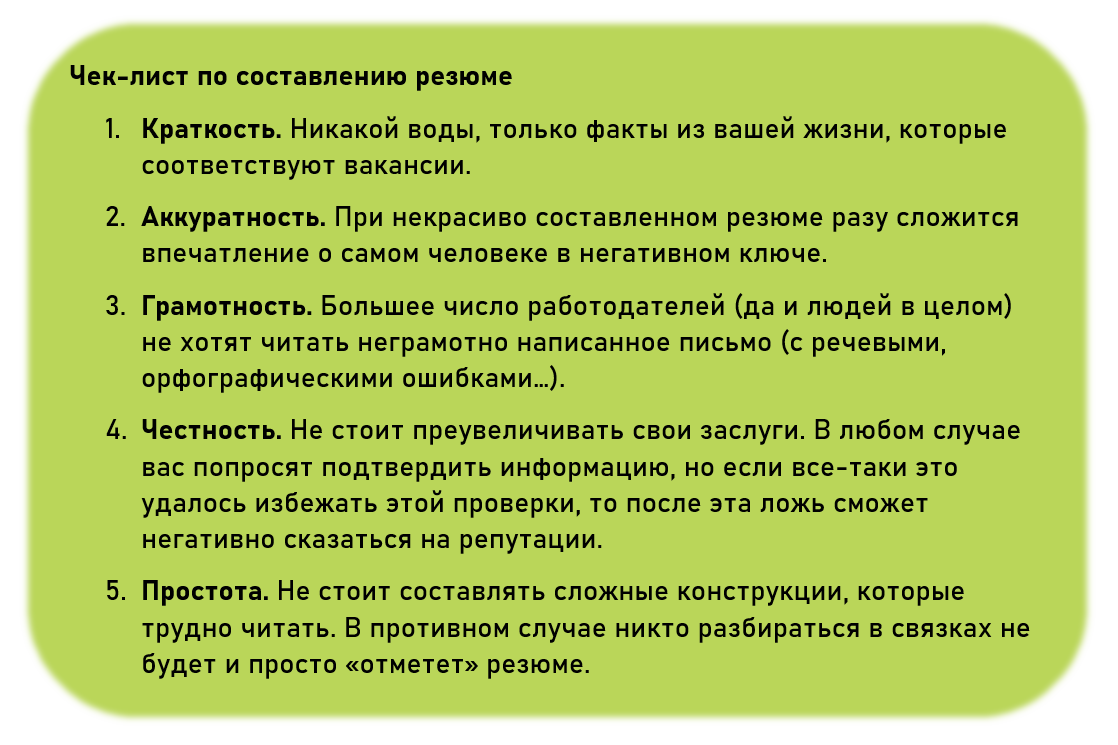 Чек-лист по составлению резюме
1. Краткость. Никакой воды, только факты из вашей жизни, которые
соответствуют вакансии.
2. Аккуратность. При некрасиво составленном резюме разу сложится
впечатление о самом человеке в негативном ключе.
3. Грамотность. Большее число работодателей (да и людей в целом)
не хотят читать неграмотно написанное письмо (с речевыми,
орфографическими ошибками…).
4. Честность. Не стоит преувеличивать свои заслуги. В любом случае
вас попросят подтвердить информацию, но если все-таки это
удалось избежать этой проверки, то после эта ложь сможет
негативно сказаться на репутации.
5. Простота. Не стоит составлять сложные конструкции, которые
трудно читать. В противном случае никто разбираться в связках не
будет и просто «отметет» резюме.